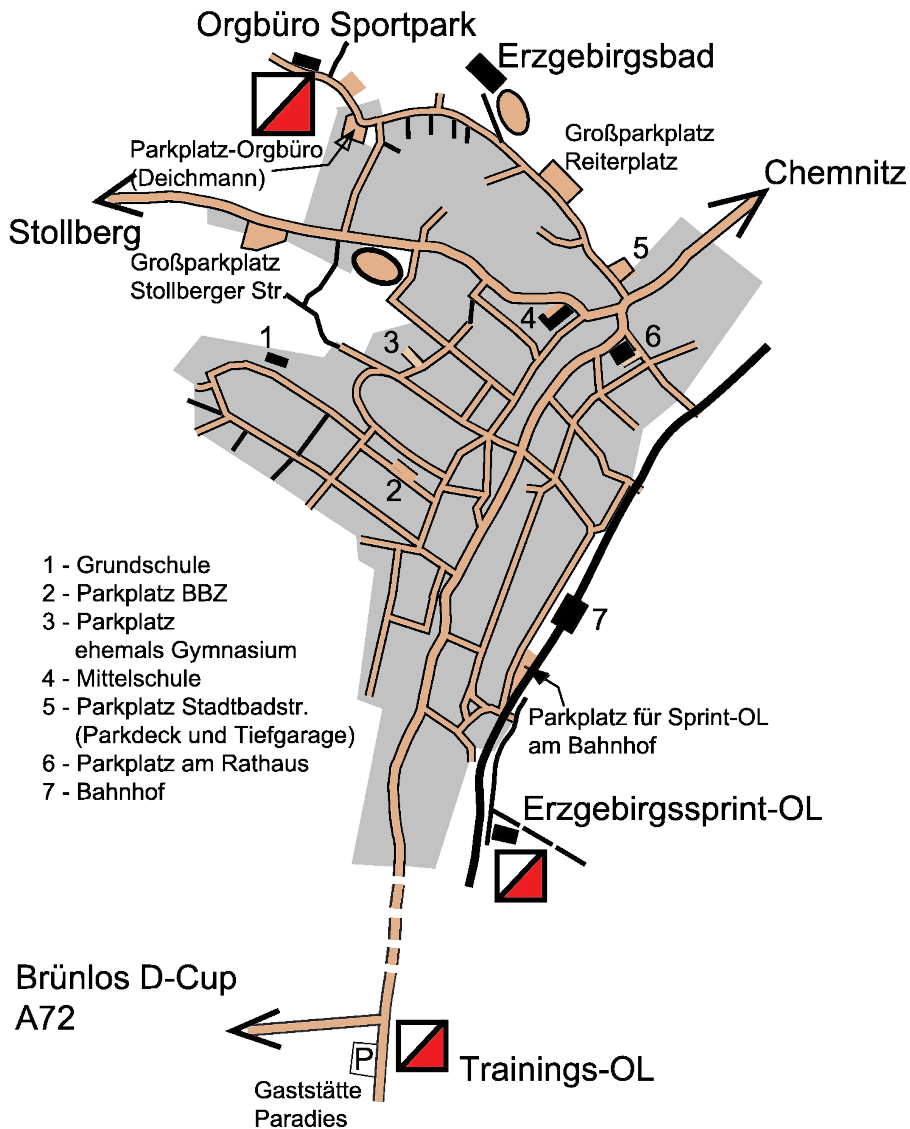 Orgbüro Sportpark
Erzgebirgsbad
Großparkplatz
Reiterplatz
Parkplatz-Orgbüro
(Deichmann)
Chemnitz
Stollberg
Großparkplatz
Stollberger Str.
5
4
6
1
3
2
1 - Grundschule
2 - Parkplatz BBZ
3 - Parkplatz
ehemals Gymnasium
4 - Mittelschule
5 - Parkplatz Stadtbadstr.
(Parkdeck und Tiefgarage)
6 - Parkplatz am Rathaus
7 - Bahnhof
7
Parkplatz für Sprint-OL
am Bahnhof
Erzgebirgssprint-OL
Brünlos D-Cup
A72
P
Trainings-OL
Gaststätte
Paradies